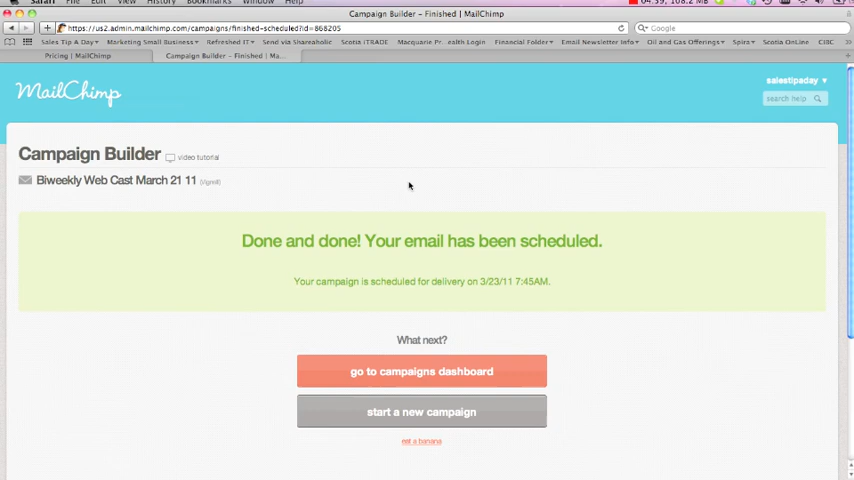 Safari File Edit View History Bookmarks Window Help
Campaign Builder – Finished | MailChimp
https://us2.admin.mailchimp.com/campaigns/finished-scheduled?id=868205
Google
Sales Tip A Day Marketing Small Business Refreshed IT Send via Shareaholic Scotia iTRADE Macquarie Pr ealth Login Financial Folder Email Newsletter Info Oil and Gas Offerings Spiro Scotia OnLine CIBC
Pricing | MailChimp Campaign Builder – Finished | Ma...
MailChimp
salestipaday
search help
Campaign Builder video tutorial
Biweekly Web Cast March 21 11
Done and done! Your email has been scheduled.
Your campaign is scheduled for delivery on 3/23/11 7:45AM.
What next?
go to campaigns dashboard
start a new campaign
eat a banana